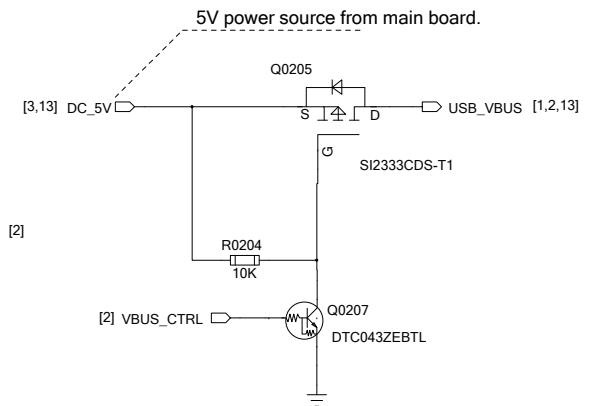 5V power source from main board.
Q0205
[3,13] DC_5V
S D
USB_VBUS [1,2,13]
G
SI2333CDS-T1
[2]
R0204
10K
[2] VBUS_CTRL
Q0207
DTC043ZEBTL